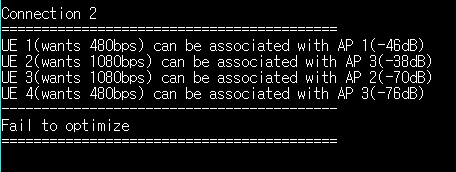 Connection 2
========================================
UE 1(wants 480bps) can be associated with AP 1(-46dB)
UE 2(wants 1080bps) can be associated with AP 3(-38dB)
UE 3(wants 1080bps) can be associated with AP 2(-70dB)
UE 4(wants 480bps) can be associated with AP 3(-76dB)
----------------------------------------
Fail to optimize
========================================